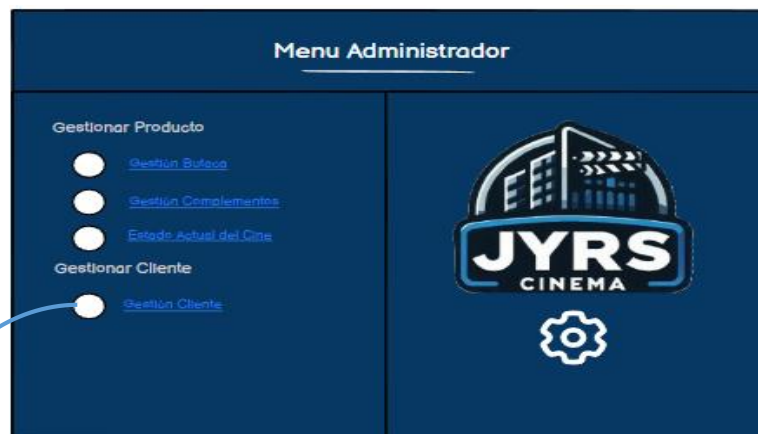 Menu Administrador
Gestionar Producto
Gestión Butaca
Gestión Complementos
Estado Actual del Cine
Gestionar Cliente
Gestión Cliente
JYRS
CINEMA